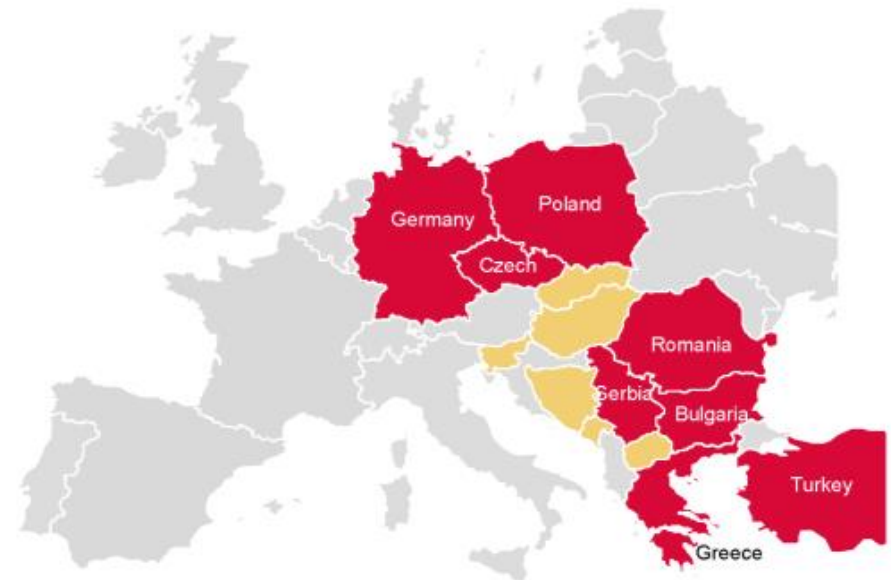 Germany
Poland
Czech
Romania
Serbia
Bulgaria
Turkey
Greece